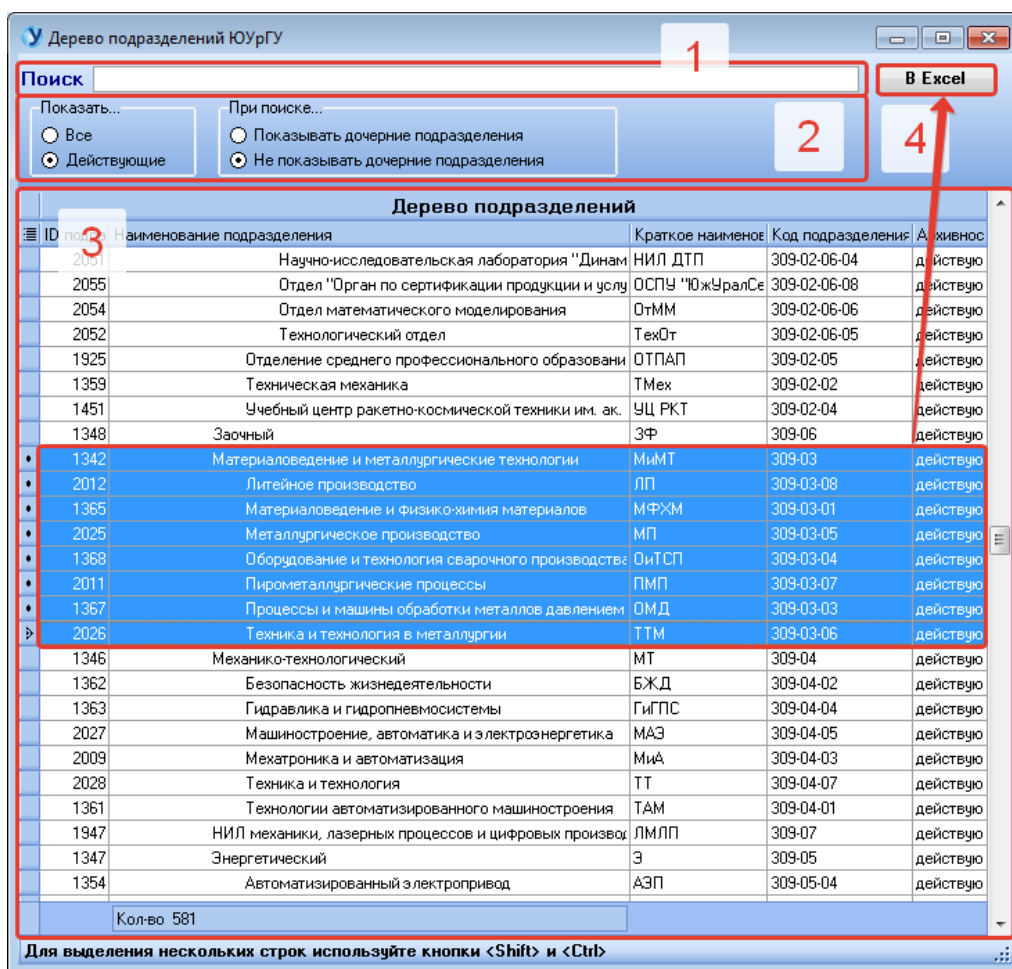 Дерево подразделений ЮУрГУ
1
Поиск
В Excel
Показать...
При поиске...
Все
Показывать дочерние подразделения
Действующие
Не показывать дочерние подразделения
2
4
Дерево подразделений
3
ID Наименование подразделения Краткое наименов Код подразделения Архивнос
2051 Научно-исследовательская лаборатория "Динам НИЛ ДТП 309-02-06-04 действую
2055 Отдел "Орган по сертификации продукции и услу ОСПУ "ЮжУралСе 309-02-06-08 действую
2054 Отдел математического моделирования ОтММ 309-02-06-06 действую
2052 Технологический отдел ТехОт 309-02-06-05 действую
1925 Отделение среднего профессионального образовани ОТПАП 309-02-05 действую
1359 Техническая механика ТМех 309-02-02 действую
1451 Учебный центр ракетно-космической техники им. ак. УЦ РКТ 309-02-04 действую
1348 Заочный ЗФ 309-06 действую
1342 Материаловедение и металлургические технологии МиМТ 309-03 действую
2012 Литейное производство ЛП 309-03-08 действую
1365 Материаловедение и физико-химия материалов МФХМ 309-03-01 действую
2025 Металлургическое производство МП 309-03-05 действую
1368 Оборудование и технология сварочного производства ОиТСП 309-03-04 действую
2011 Пирометаллургические процессы ПМП 309-03-07 действую
1367 Процессы и машины обработки металлов давлением ОМД 309-03-03 действую
2026 Техника и технология в металлургии ТТМ 309-03-06 действую
1346 Механико-технологический МТ 309-04 действую
1362 Безопасность жизнедеятельности БЖД 309-04-02 действую
1363 Гидравлика и гидропневмосистемы ГиГПС 309-04-04 действую
2027 Машиностроение, автоматика и электроэнергетика МАЭ 309-04-05 действую
2009 Мехатроника и автоматизация МиА 309-04-03 действую
2028 Техника и технология ТТ 309-04-07 действую
1361 Технологии автоматизированного машиностроения ТАМ 309-04-01 действую
1947 НИЛ механики, лазерных процессов и цифровых производ ЛМЛП 309-07 действую
1347 Энергетический Э 309-05 действую
1354 Автоматизированный электропривод АЭП 309-05-04 действую
Кол-во 581
Для выделения нескольких строк используйте кнопки <Shift> и <Ctrl>